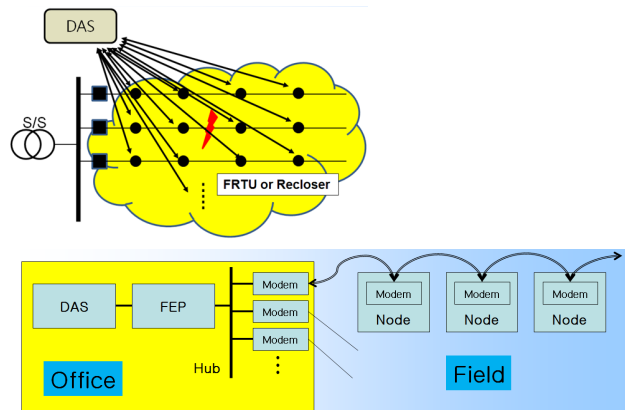 DAS
S/S
FRTU or Recloser
DAS
FEP
Modem
Modem
Modem
Hub
Office
Modem
Node
Modem
Node
Modem
Node
Field